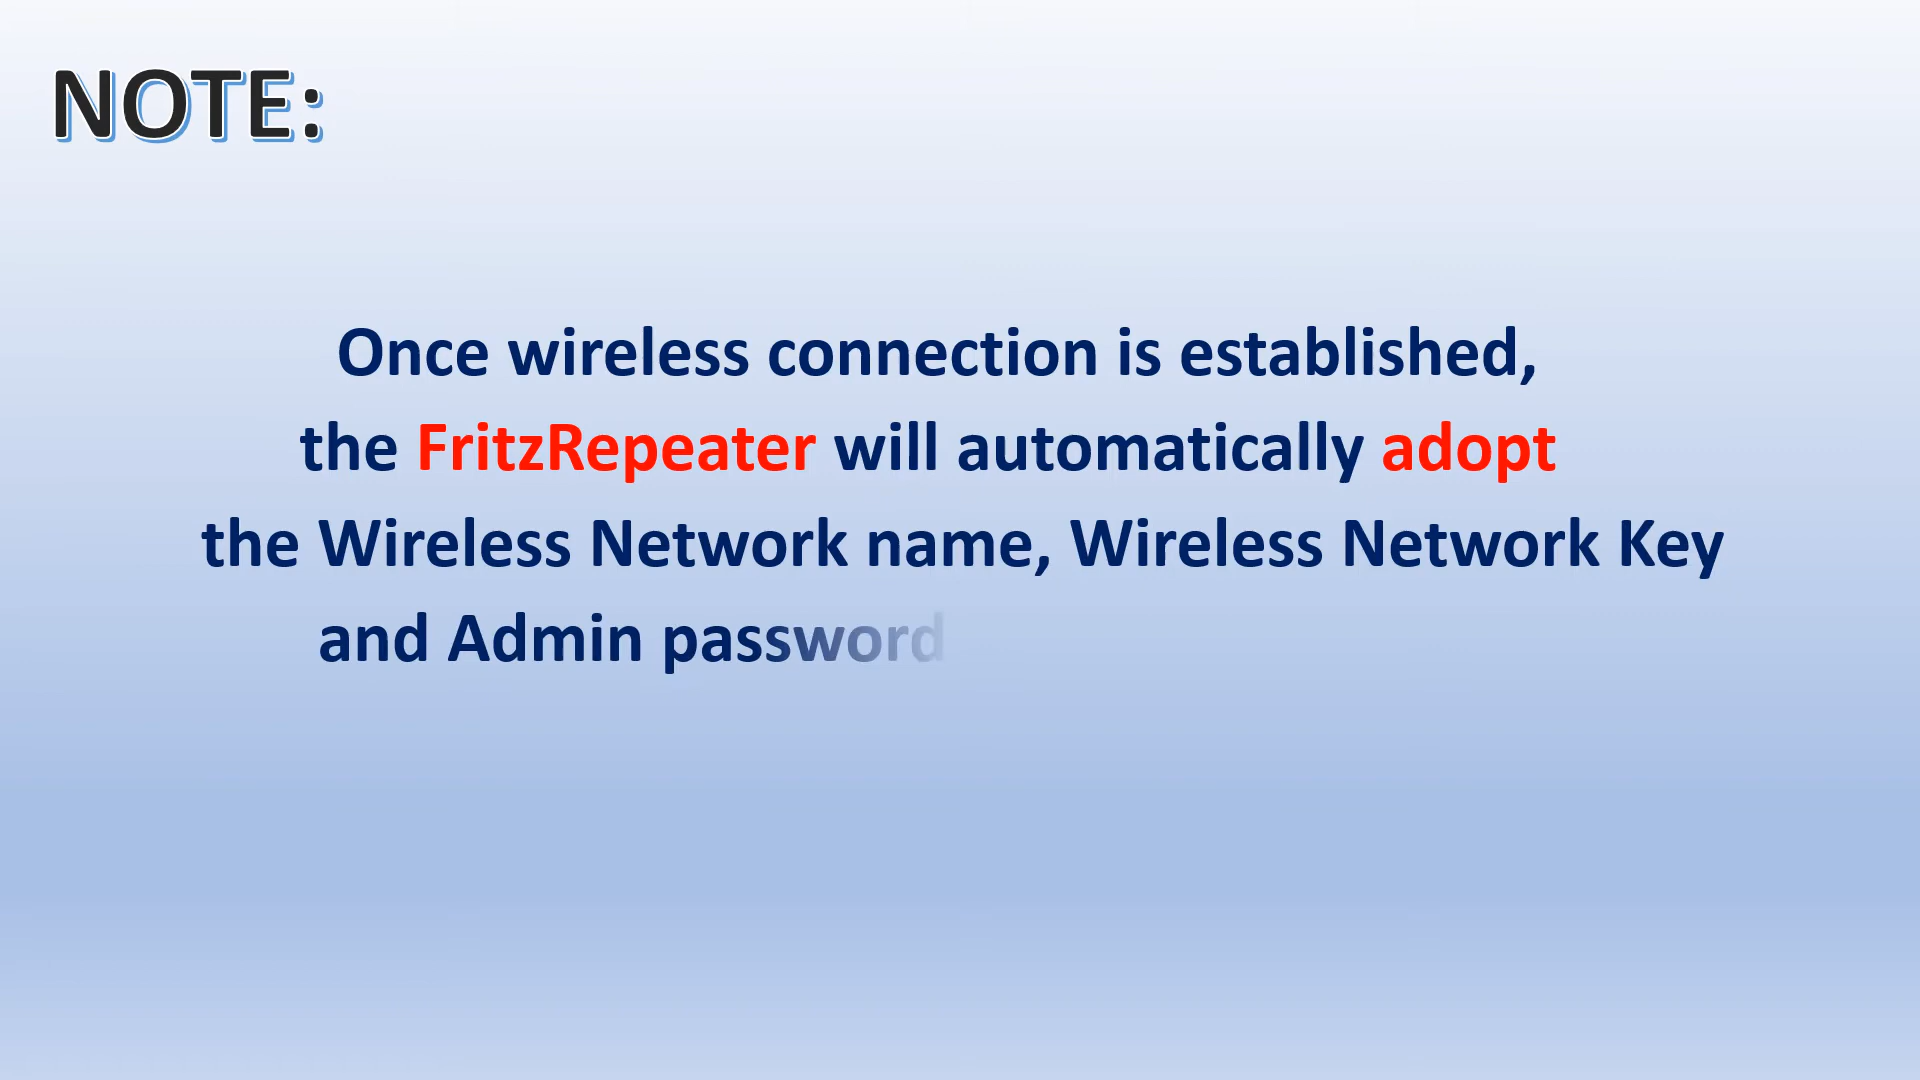 NOTE:
Once wireless connection is established,
the FritzRepeater will automatically adopt
the Wireless Network name, Wireless Network Key
and Admin password